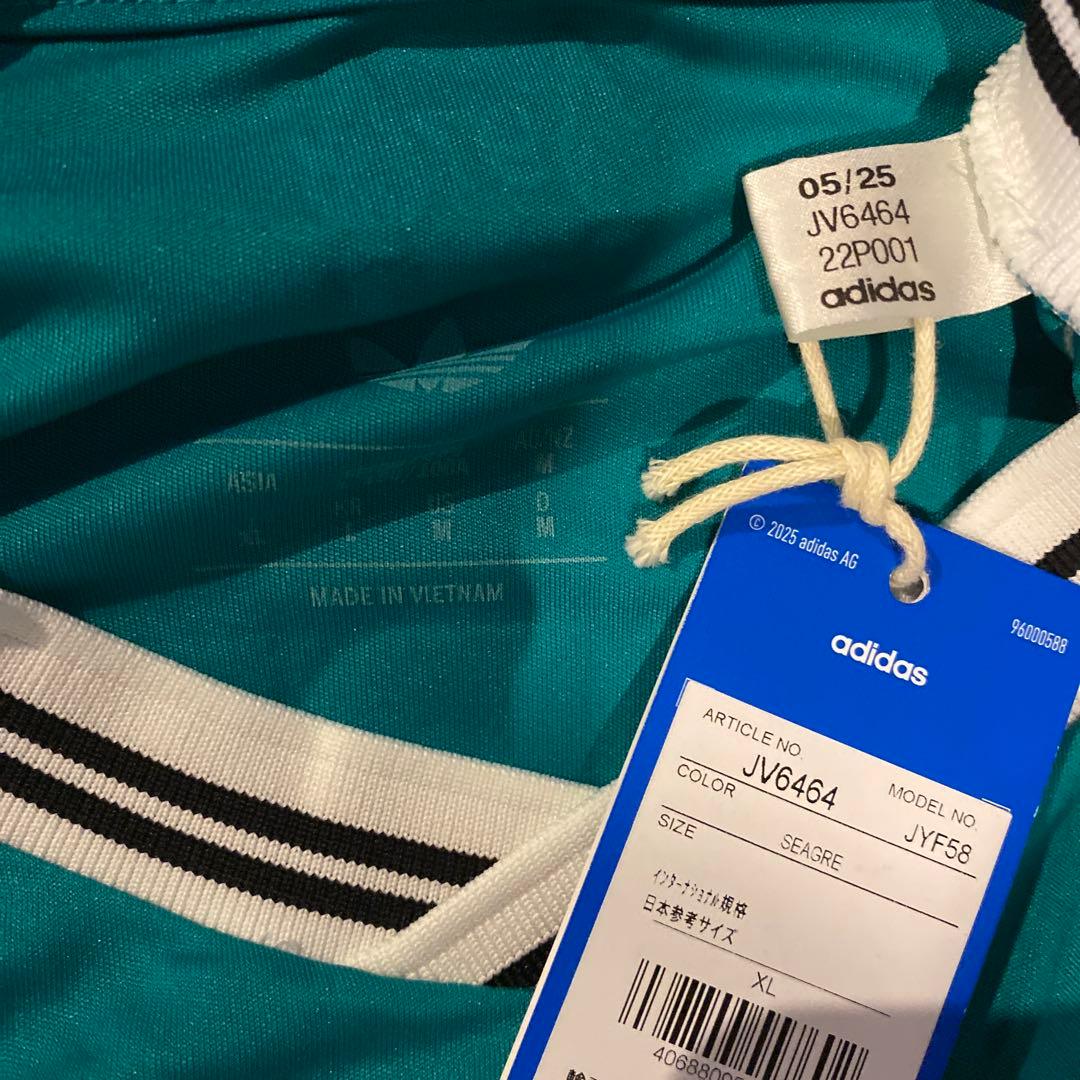 05/25
JV6464
22P001
adidas
ASIA
M
US
D
L
M
M
MADE IN VIETNAM
© 2025 adidas AG
96000588
adidas
ARTICLE NO.
JV6464
MODEL NO.
JYF58
COLOR
SEAGRE
SIZE
インターナショナル規格
日本参考サイズ
XL